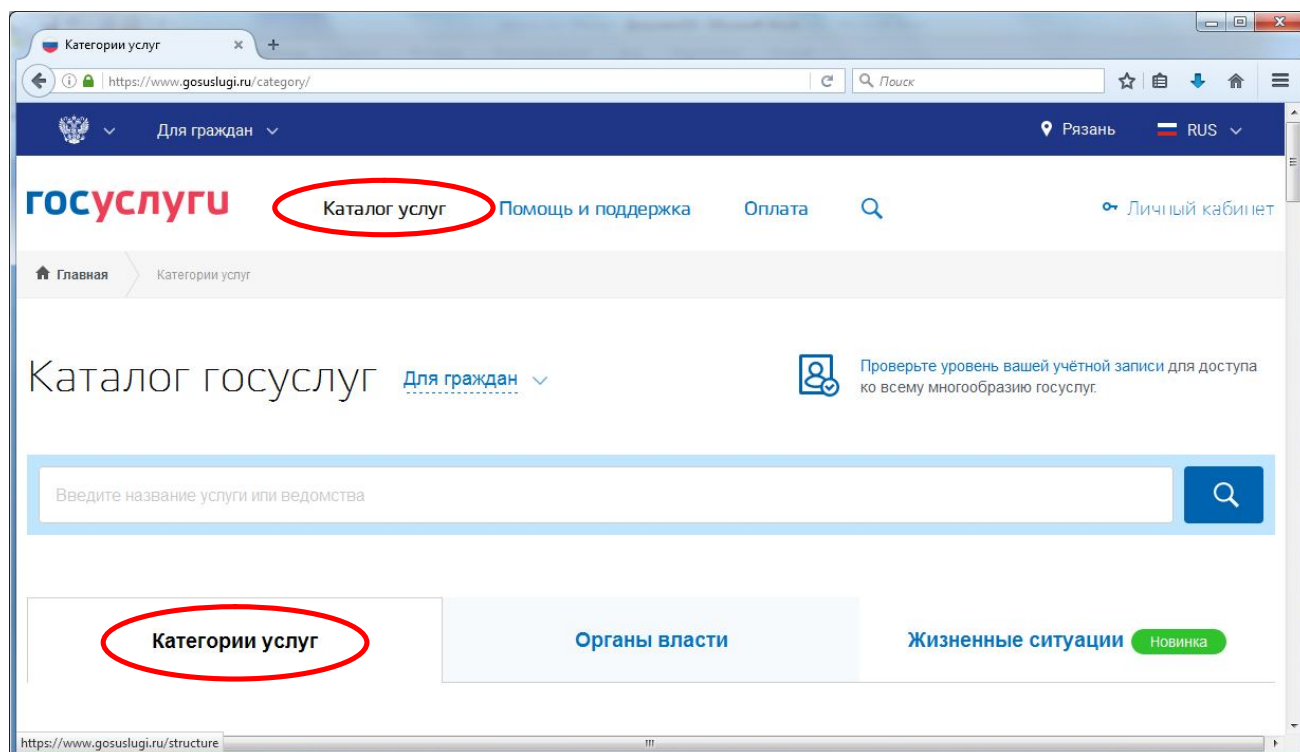 Категории услуг
https://www.gosuslugi.ru/category/
Поиск
Для граждан
Рязань
RUS
госуслуги
Каталог услуг Помощь и поддержка Оплата
Личный кабинет
Главная Категории услуг
Каталог госуслуг Для граждан
Проверьте уровень вашей учётной записи для доступа
ко всему многообразию госуслуг.
Введите название услуги или ведомства
Категории услуг
Органы власти
Жизненные ситуации Новинка
https://www.gosuslugi.ru/structure